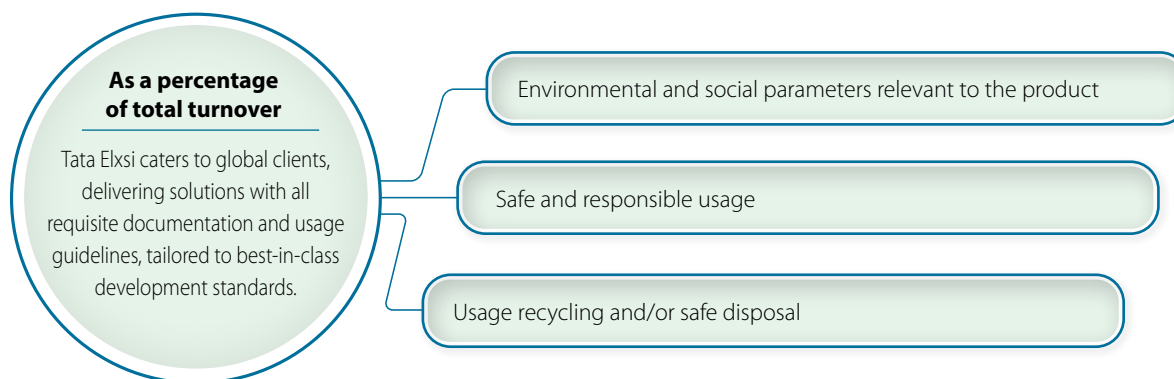 As a percentage
of total turnover
Tata Elxsi caters to global clients,
delivering solutions with all
requisite documentation and usage
guidelines, tailored to best-in-class
development standards.
Environmental and social parameters relevant to the product
Safe and responsible usage
Usage recycling and/or safe disposal